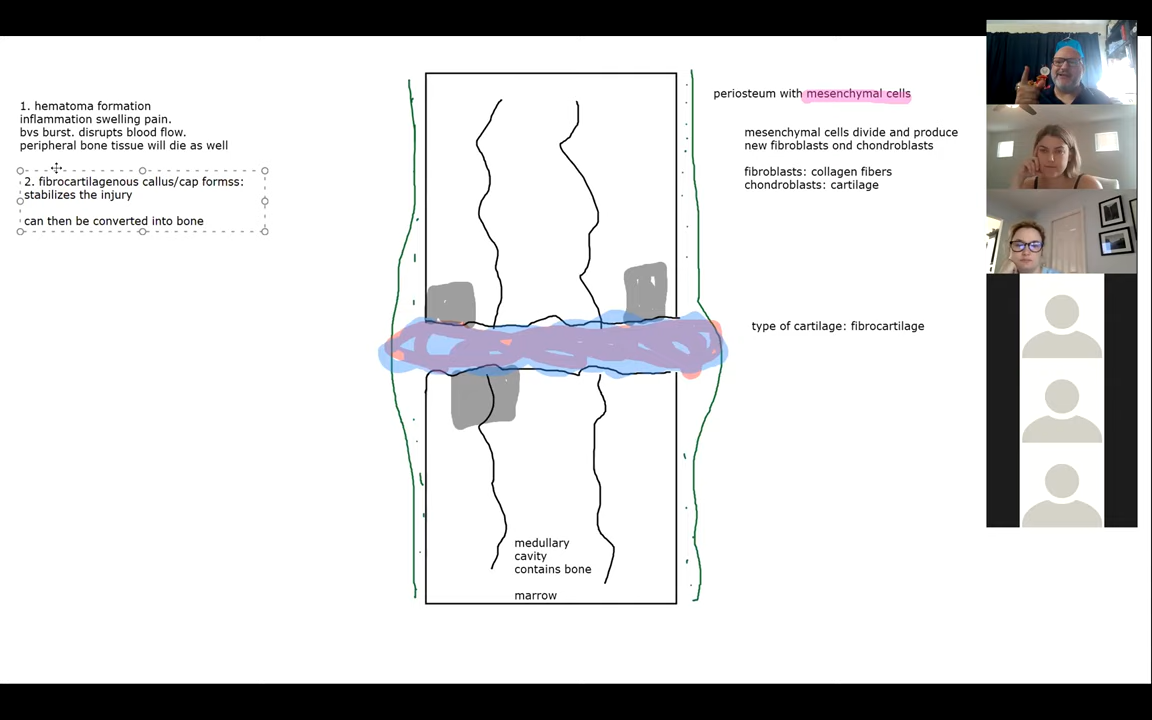 1. hematoma formation
inflammation swelling pain.
bvs burst. disrupts blood flow.
peripheral bone tissue will die as well
2. fibrocartilagenous callus/cap formss:
stabilizes the injury
can then be converted into bone
periosteum with mesenchymal cells
mesenchymal cells divide and produce
new fibroblasts ond chondroblasts
fibroblasts: collagen fibers
chondroblasts: cartilage
type of cartilage: fibrocartilage
medullary
cavity
contains bone
marrow